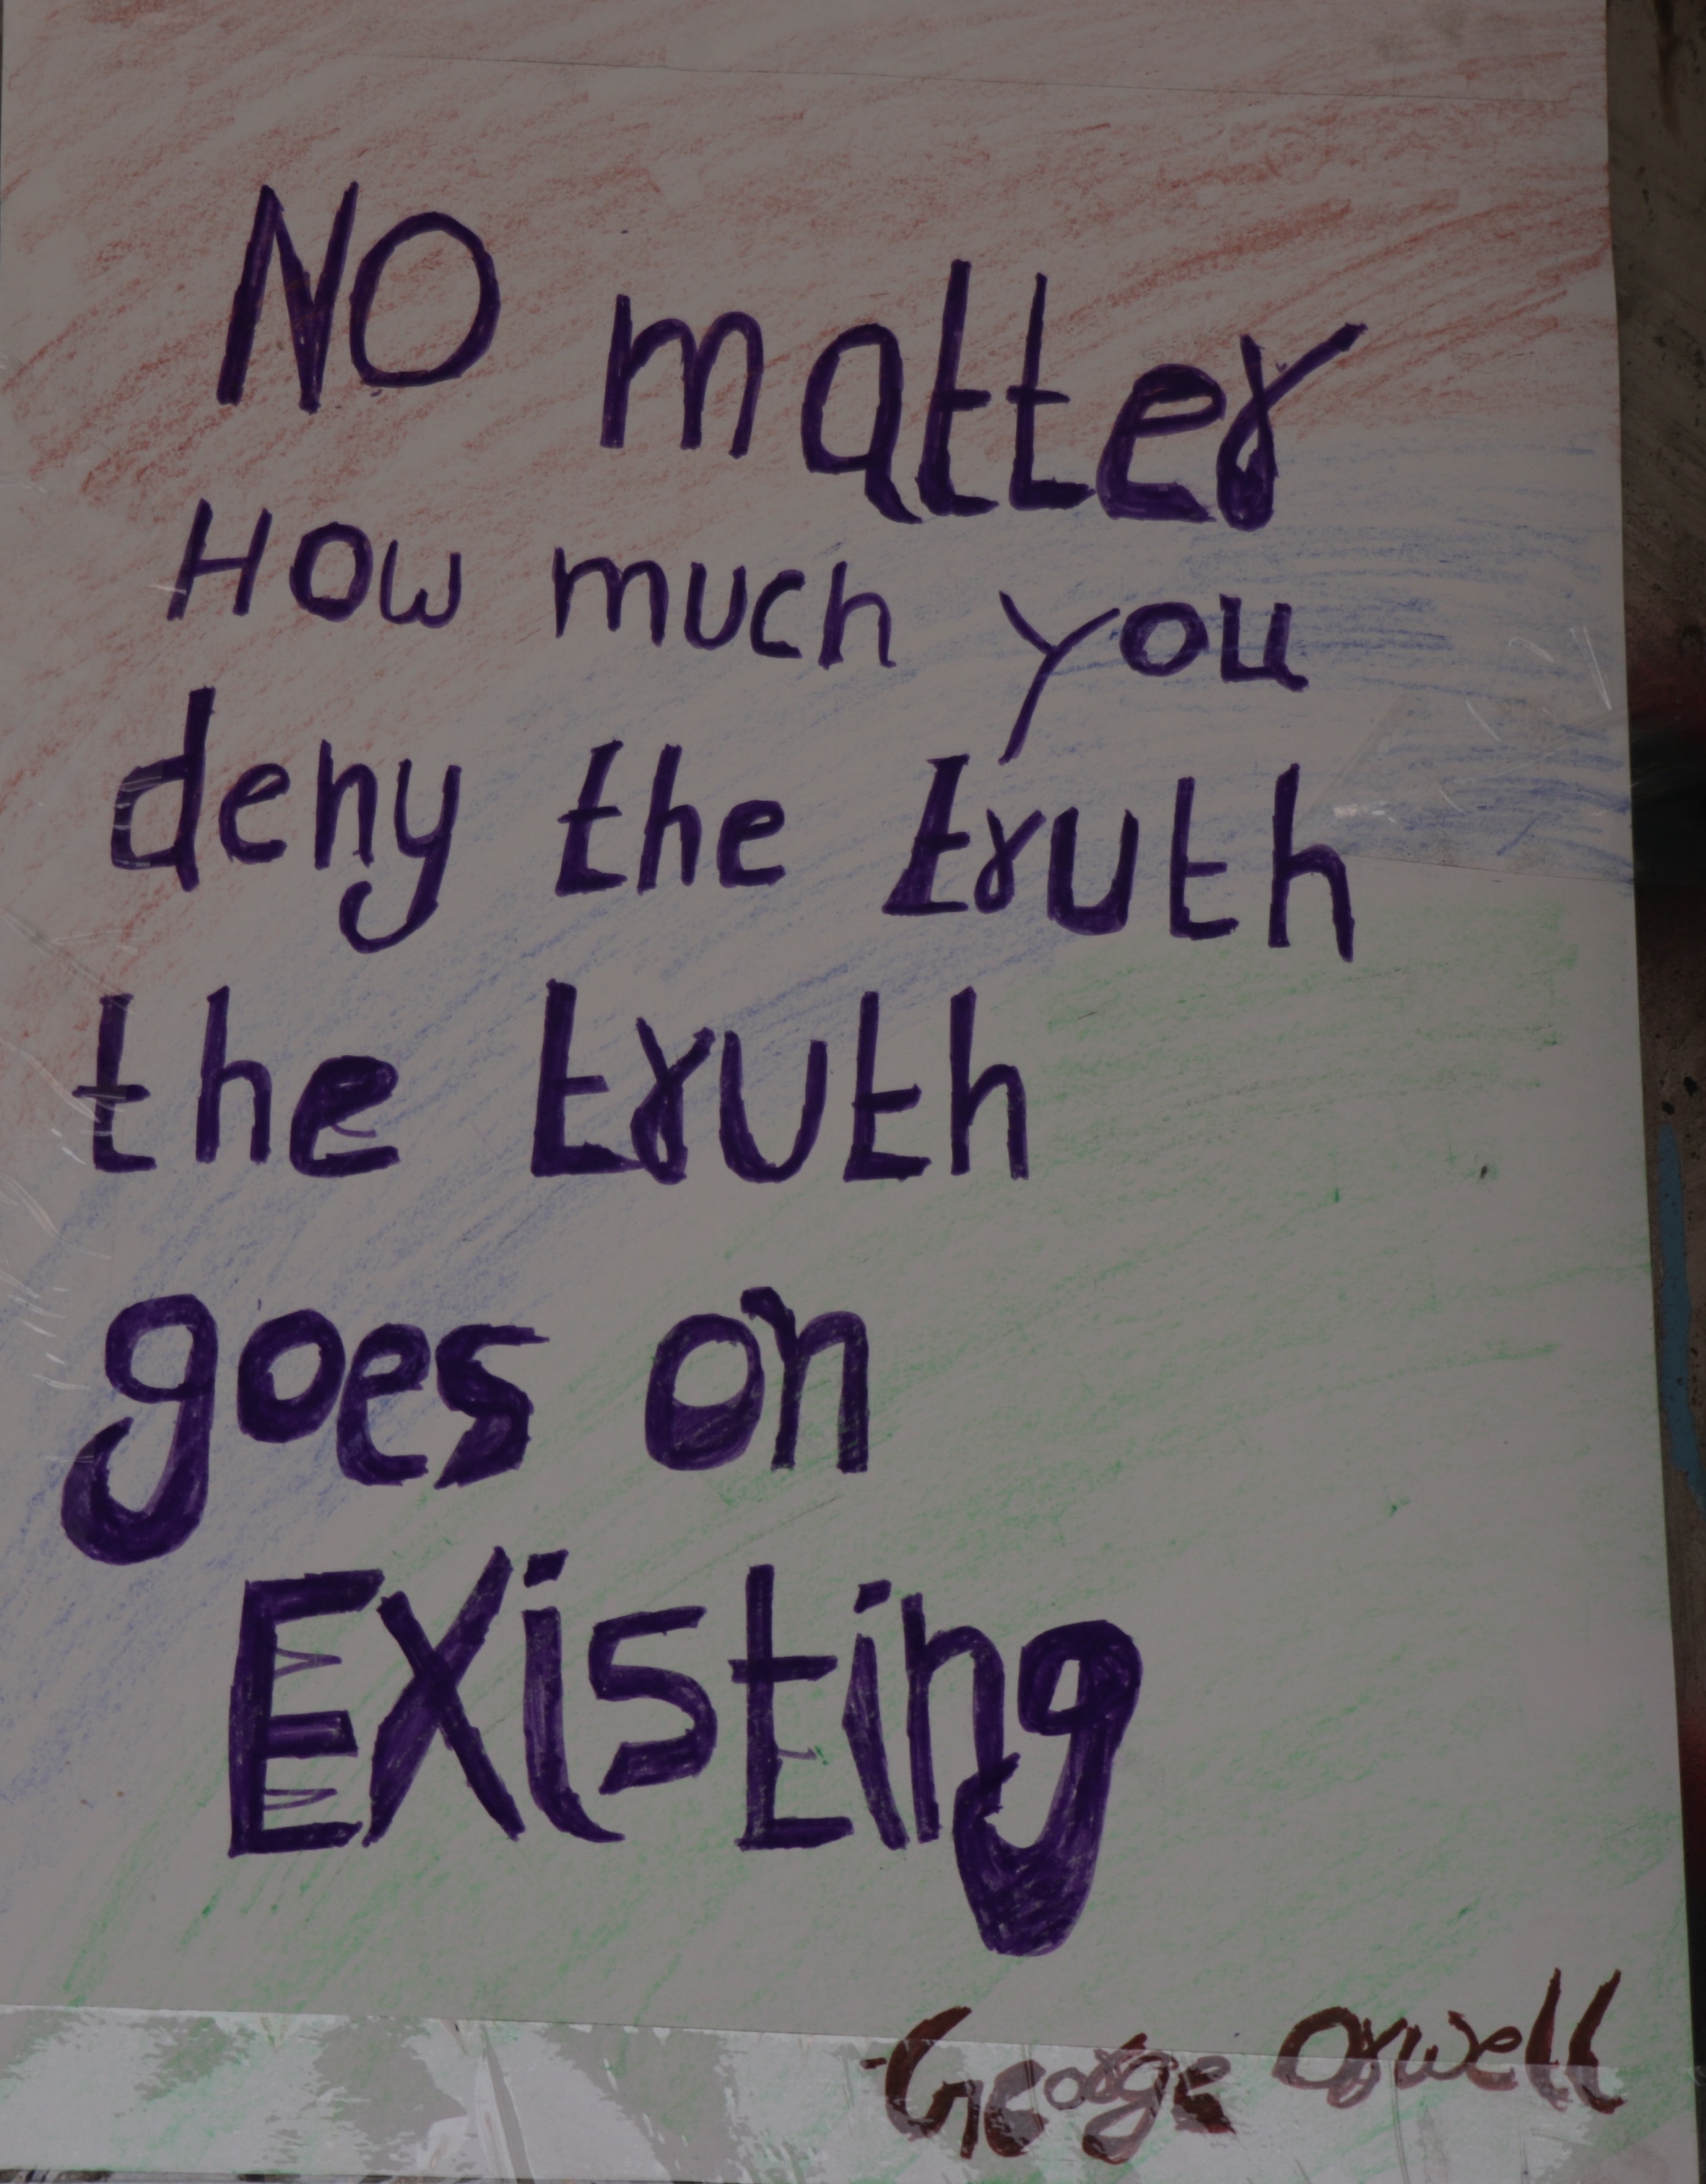 NO matter
How much you
deny the truth
the truth
goes on
EXisting
-George Orwell